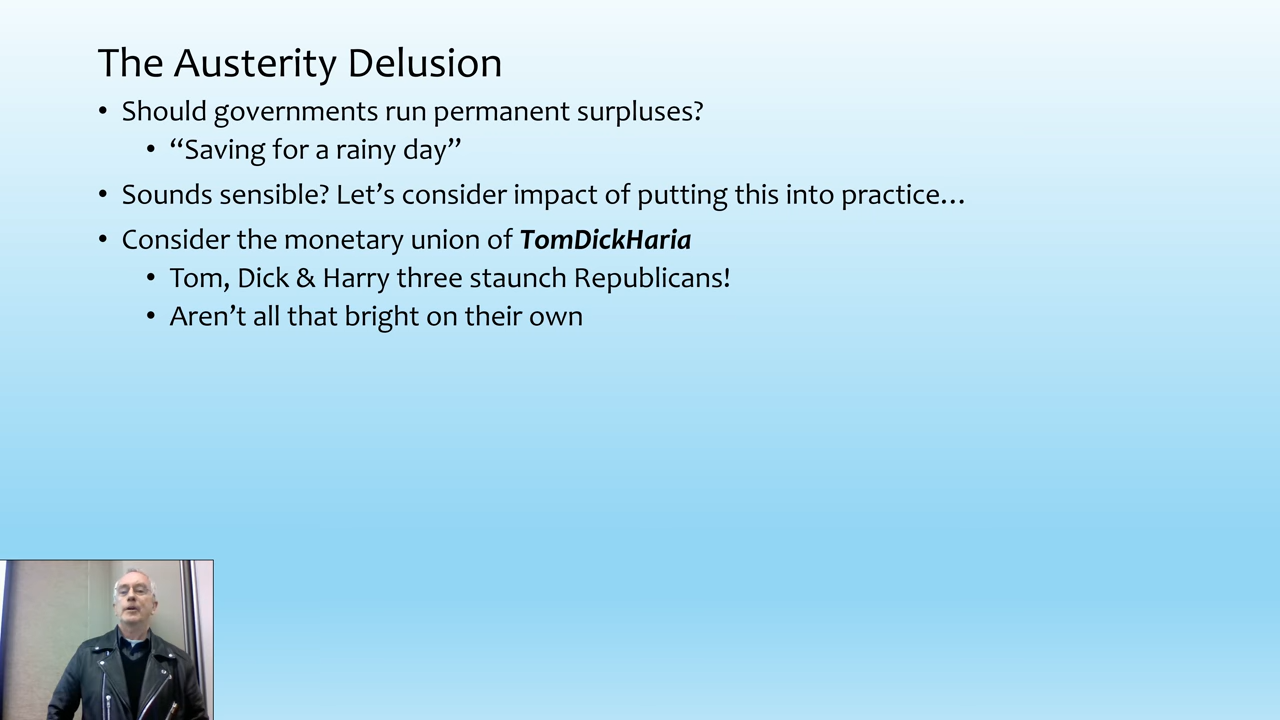 The Austerity Delusion
• Should governments run permanent surpluses?
• “Saving for a rainy day”
• Sounds sensible? Let’s consider impact of putting this into practice…
• Consider the monetary union of TomDickHaria
• Tom, Dick & Harry three staunch Republicans!
• Aren’t all that bright on their own